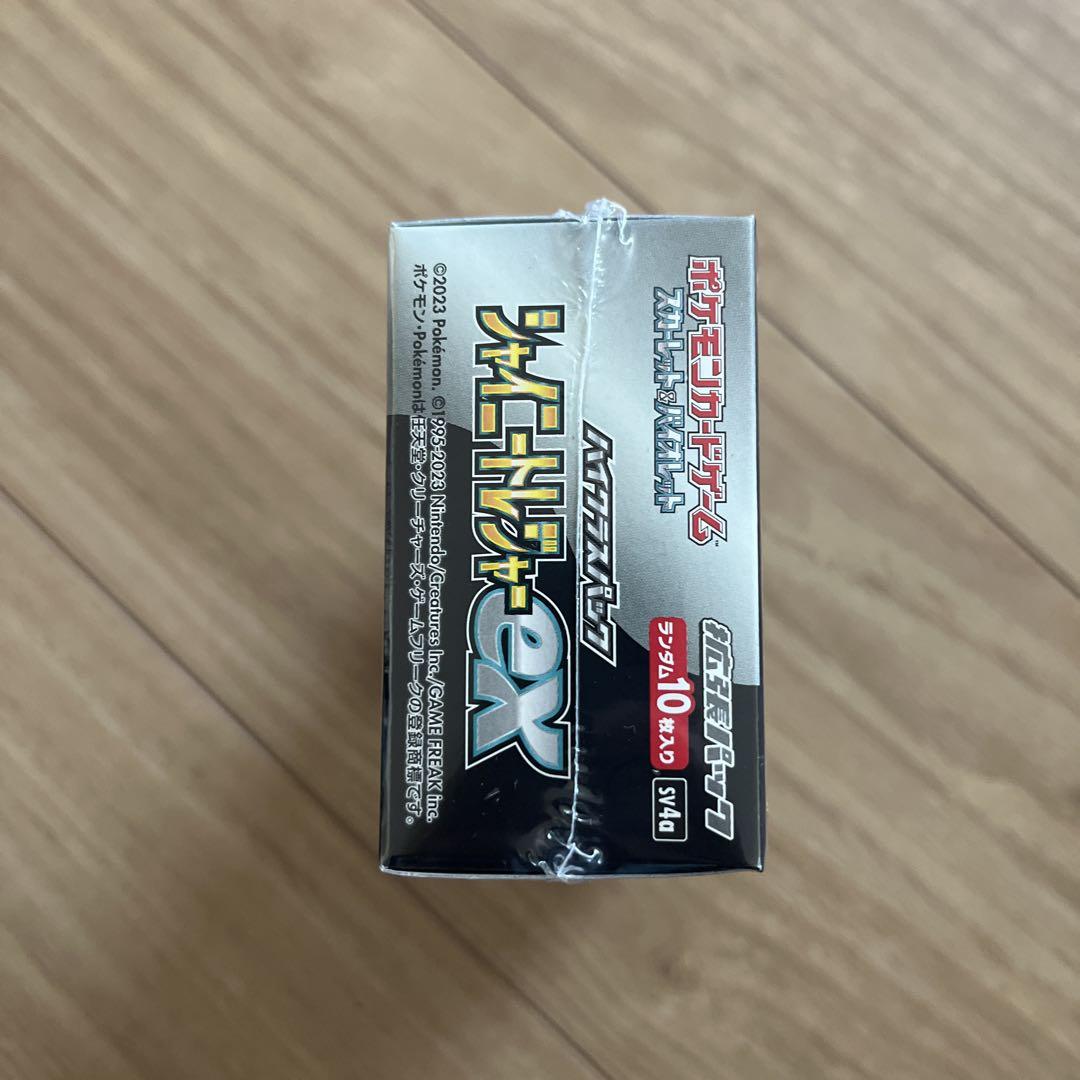 ポケモンカードゲーム™
スカーレット&バイオレット
拡張パック
ランダム10枚入り
SV4a
ハイクラスパック
シャイニートレジャーex
©2023 Pokémon. ©1995-2023 Nintendo/Creatures Inc./GAME FREAK inc.
ポケモン・Pokémonは任天堂・クリーチャーズ・ゲームフリークの登録商標です。